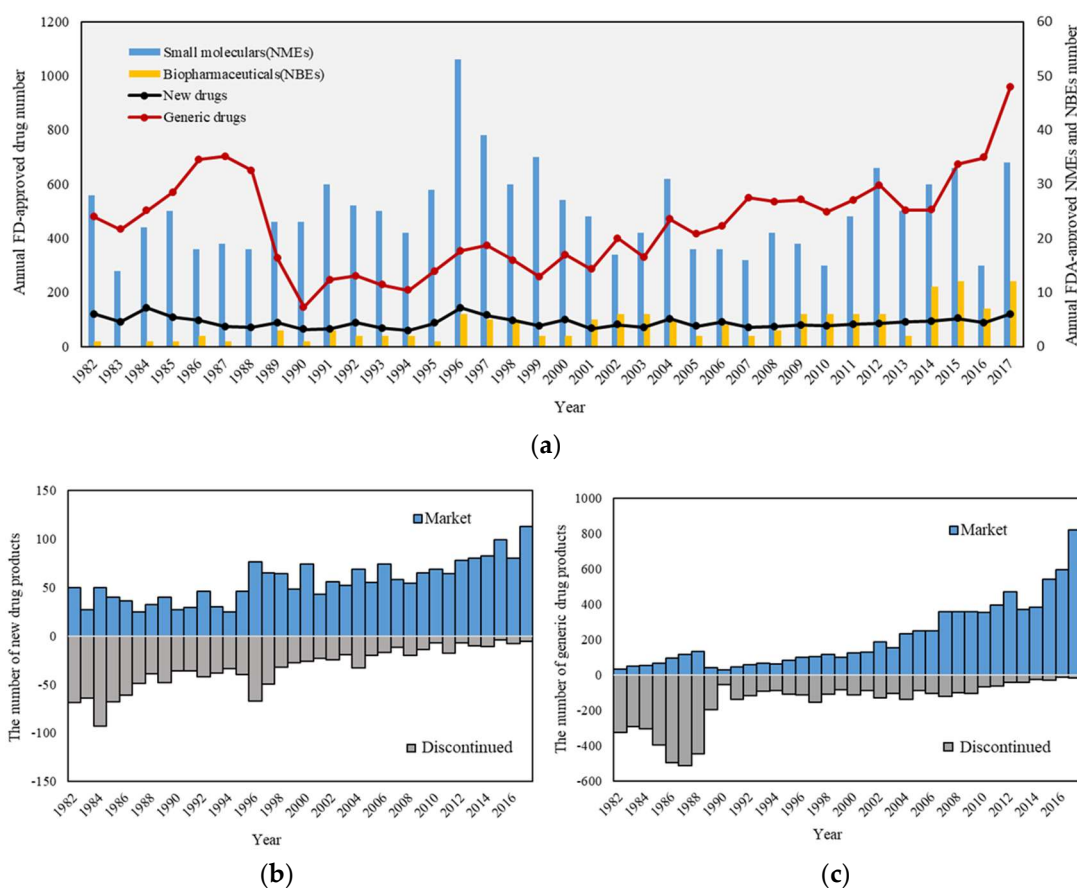 1200
1000
800
600
400
200
0
60
50
40
30
20
10
0
Annual FD-approved drug number
Annual FDA-approved NMEs and NBEs number
Small moleculars(NMEs)
Biopharmaceuticals(NBEs)
New drugs
Generic drugs
1982 1983 1984 1985 1986 1987 1988 1989 1990 1991 1992 1993 1994 1995 1996 1997 1998 1999 2000 2001 2002 2003 2004 2005 2006 2007 2008 2009 2010 2011 2012 2013 2014 2015 2016 2017
Year
(a)
150
100
50
0
-50
-100
-150
The number of new drug products
Market
Discontinued
1982 1984 1986 1988 1990 1992 1994 1996 1998 2000 2002 2004 2006 2008 2010 2012 2014 2016
Year
(b)
1000
800
600
400
200
0
-200
-400
-600
The number of generic drug products
Market
Discontinued
1982 1984 1986 1988 1990 1992 1994 1996 1998 2000 2002 2004 2006 2008 2010 2012 2014 2016
Year
(c)